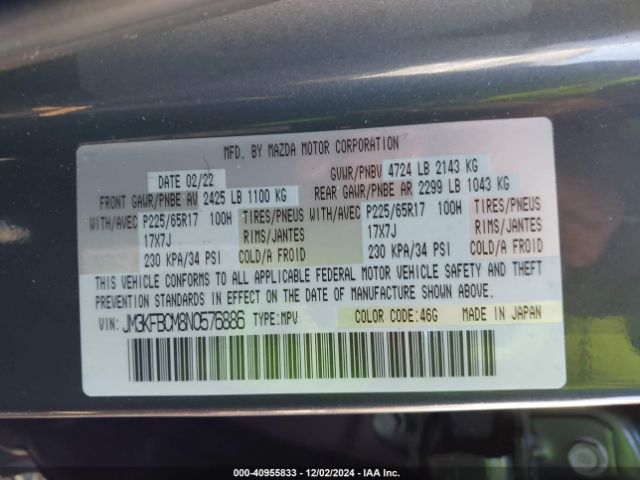 MFD. BY MAZDA MOTOR CORPORATION
DATE 02/22 GVWR/PNBV 4724 LB 2143 KG
FRONT GAWR/PNBE AV 2425 LB 1100 KG REAR GAWR/PNBE AR 2299 LB 1043 KG
WITH/AVEC P225/65R17 100H TIRES/PNEUS WITH/AVEC P225/65R17 100H TIRES/PNEUS
17X7J RIMS/JANTES 17X7J RIMS/JANTES
230 KPA/34 PSI COLD/A FROID 230 KPA/34 PSI COLD/A FROID
THIS VEHICLE CONFORMS TO ALL APPLICABLE FEDERAL MOTOR VEHICLE SAFETY AND THEFT
PREVENTION STANDARDS IN EFFECT ON THE DATE OF MANUFACTURE SHOWN ABOVE.
VIN: JM3KFBCM8N0576886 TYPE:MPV COLOR CODE:46G MADE IN JAPAN
000-40955833 - 12/02/2024 - IAA Inc.